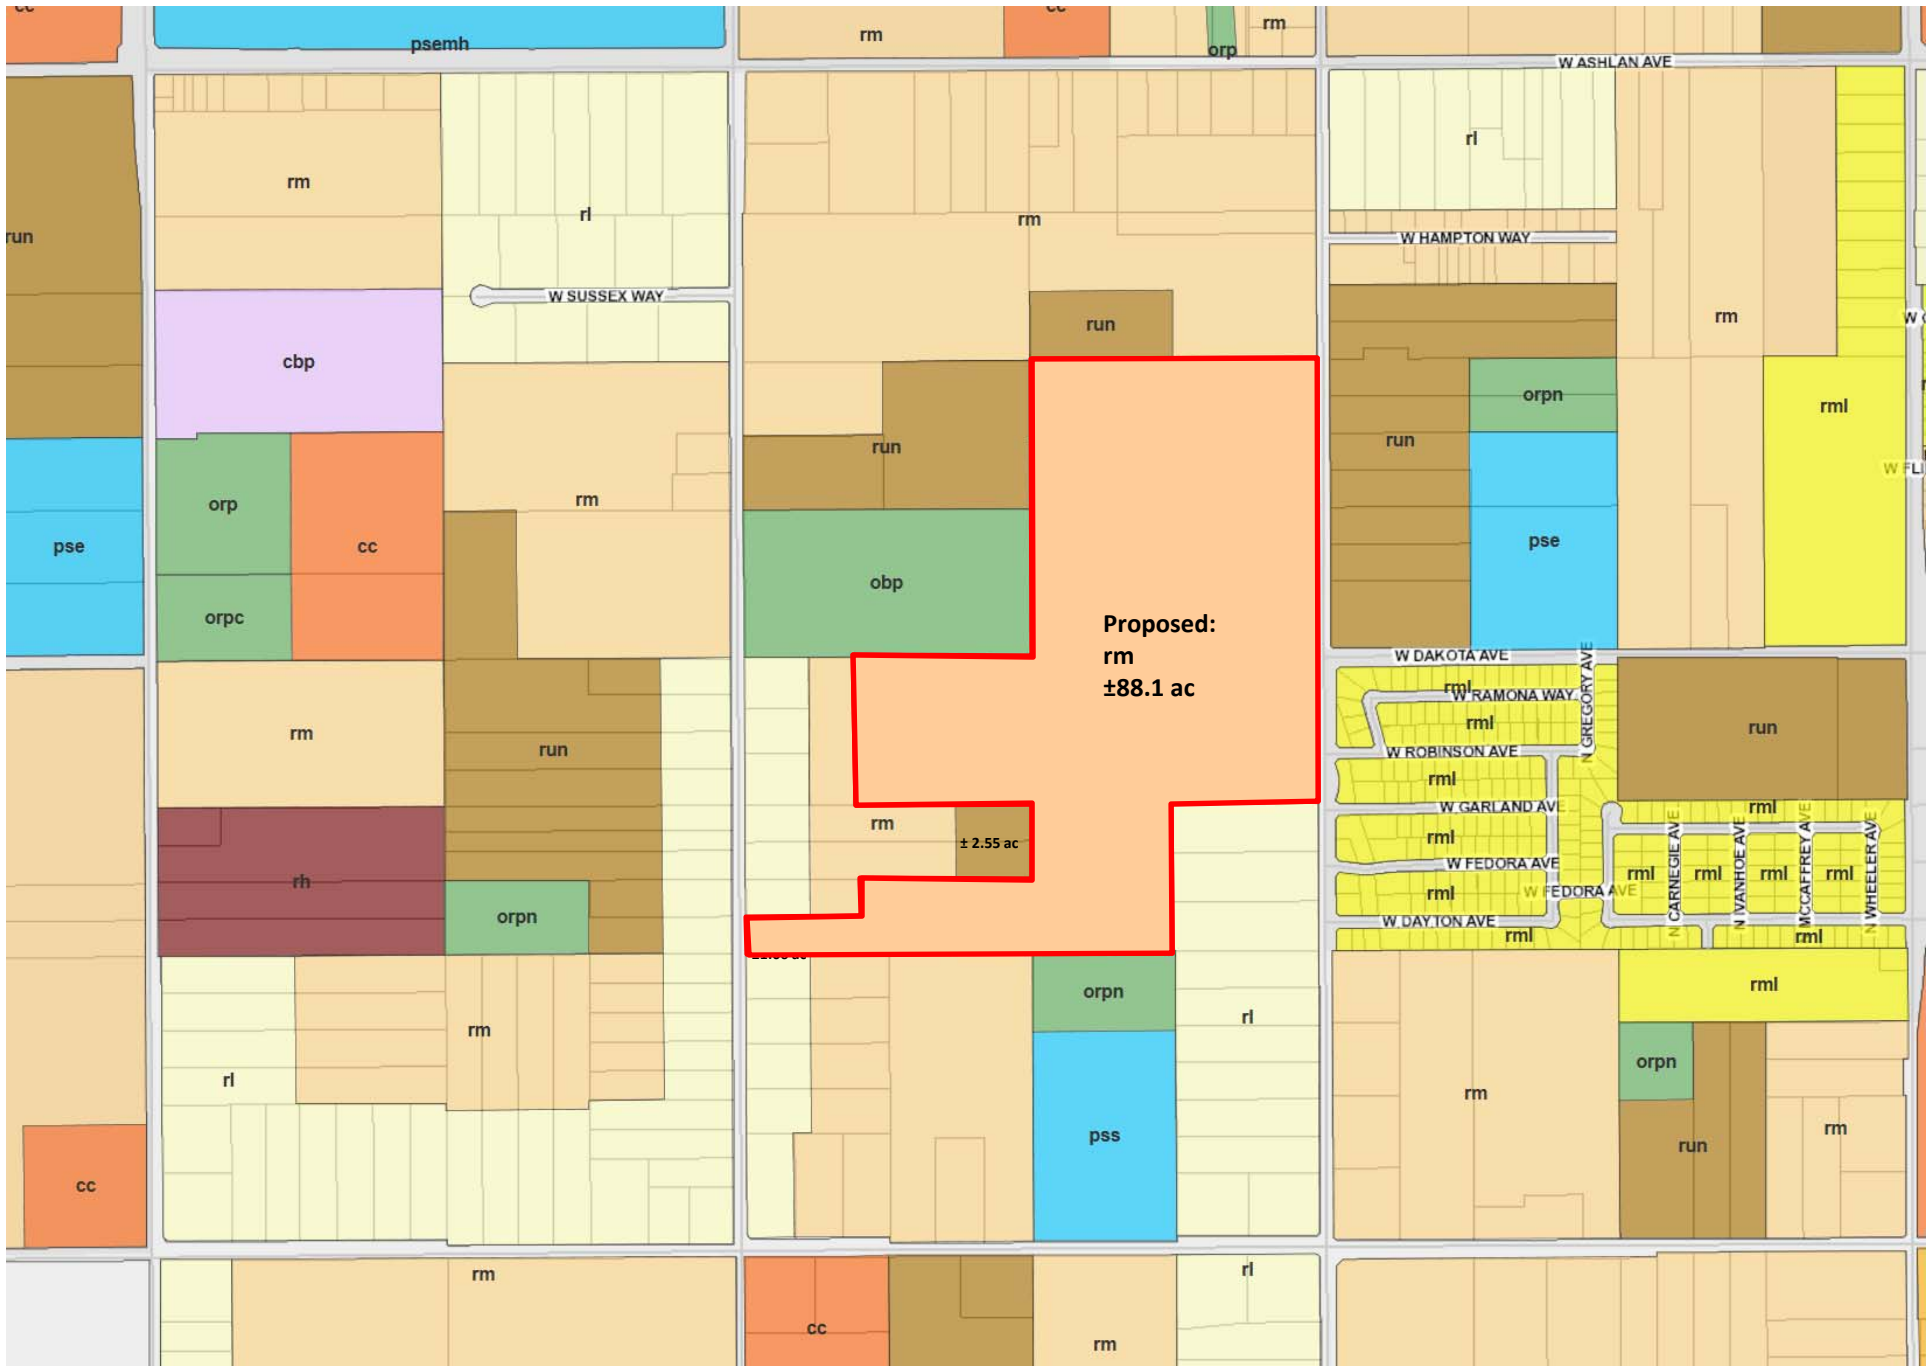 cc
psemh
rm
cc
orp
rm
W ASHLAN AVE
rm
rl
rm
rl
W HAMPTON WAY
run
W SUSSEX WAY
run
rm
cbp
orpn
rml
run
run
rm
orp
cc
pse
pse
obp
orpc
Proposed:
rm
±88.1 ac
W DAKOTA AVE
N GREGORY AVE
rml
W RAMONA WAY
rml
rm
run
run
W ROBINSON AVE
rml
W GARLAND AVE
rml
rm
± 2.55 ac
rml
W FEDORA AVE
rh
rml
W FEDORA AVE
rml
rml
rml
rml
N CARNEGIE AVE
N IVANHOE AVE
MCCAFFREY AVE
N WHEELER AVE
orpn
W DAYTON AVE
rml
rml
orpn
rml
rm
rl
orpn
rl
rm
pss
run
rm
cc
rm
rl
cc
rm